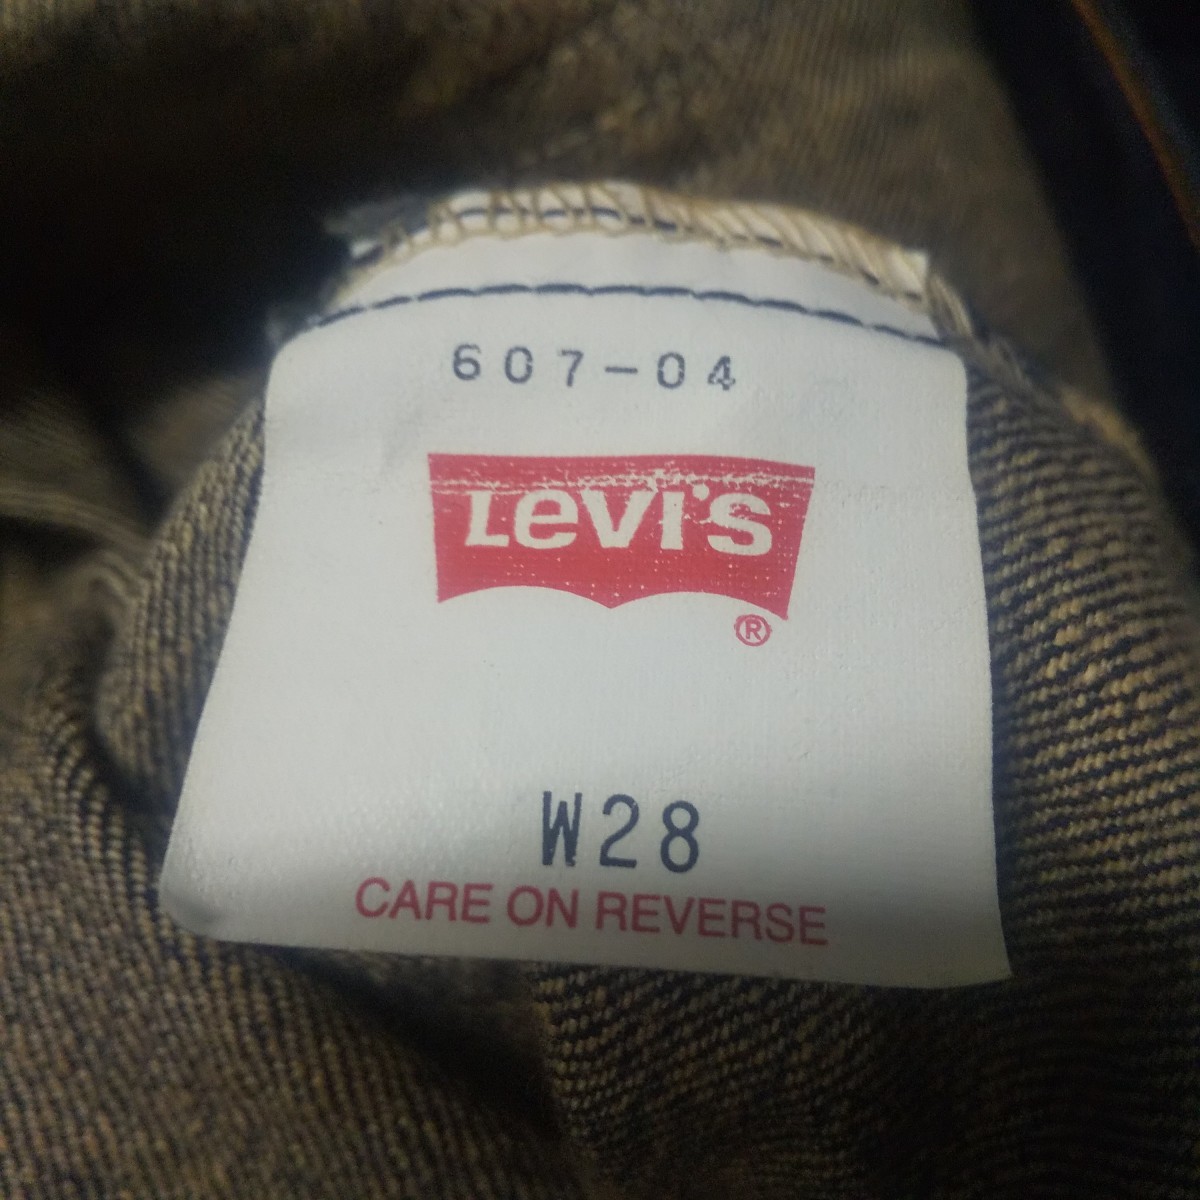 607-04
Levi's
®
W28
CARE ON REVERSE